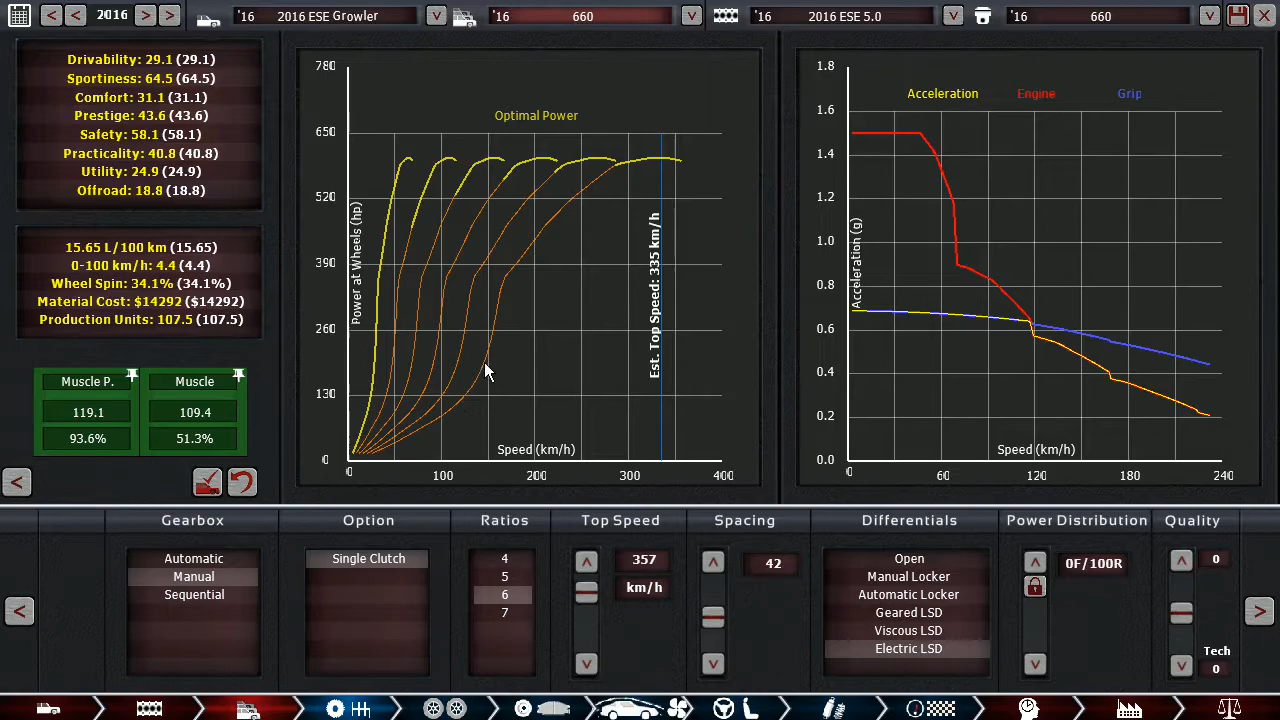 2016
'16 2016 ESE Growler
'16 660
'16 2016 ESE 5.0
'16 660
Drivability: 29.1 (29.1)
Sportiness: 64.5 (64.5)
Comfort: 31.1 (31.1)
Prestige: 43.6 (43.6)
Safety: 58.1 (58.1)
Practicality: 40.8 (40.8)
Utility: 24.9 (24.9)
Offroad: 18.8 (18.8)
15.65 L/100 km (15.65)
0-100 km/h: 4.4 (4.4)
Wheel Spin: 34.1% (34.1%)
Material Cost: $14292 ($14292)
Production Units: 107.5 (107.5)
Muscle P. Muscle
119.1 109.4
93.6% 51.3%
780
650
520
390
260
130
0
Power at Wheels (hp)
Optimal Power
Est. Top Speed: 335 km/h
Speed (km/h)
0 100 200 300 400
1.8
1.6
1.4
1.2
1.0
0.8
0.6
0.4
0.2
0.0
Acceleration (g)
Acceleration Engine Grip
Speed (km/h)
0 60 120 180 240
Gearbox
Automatic
Manual
Sequential
Option
Single Clutch
Ratios
4
5
6
7
Top Speed
357
km/h
Spacing
42
Differentials
Open
Manual Locker
Automatic Locker
Geared LSD
Viscous LSD
Electric LSD
Power Distribution
0F/100R
Quality
0
Tech
0